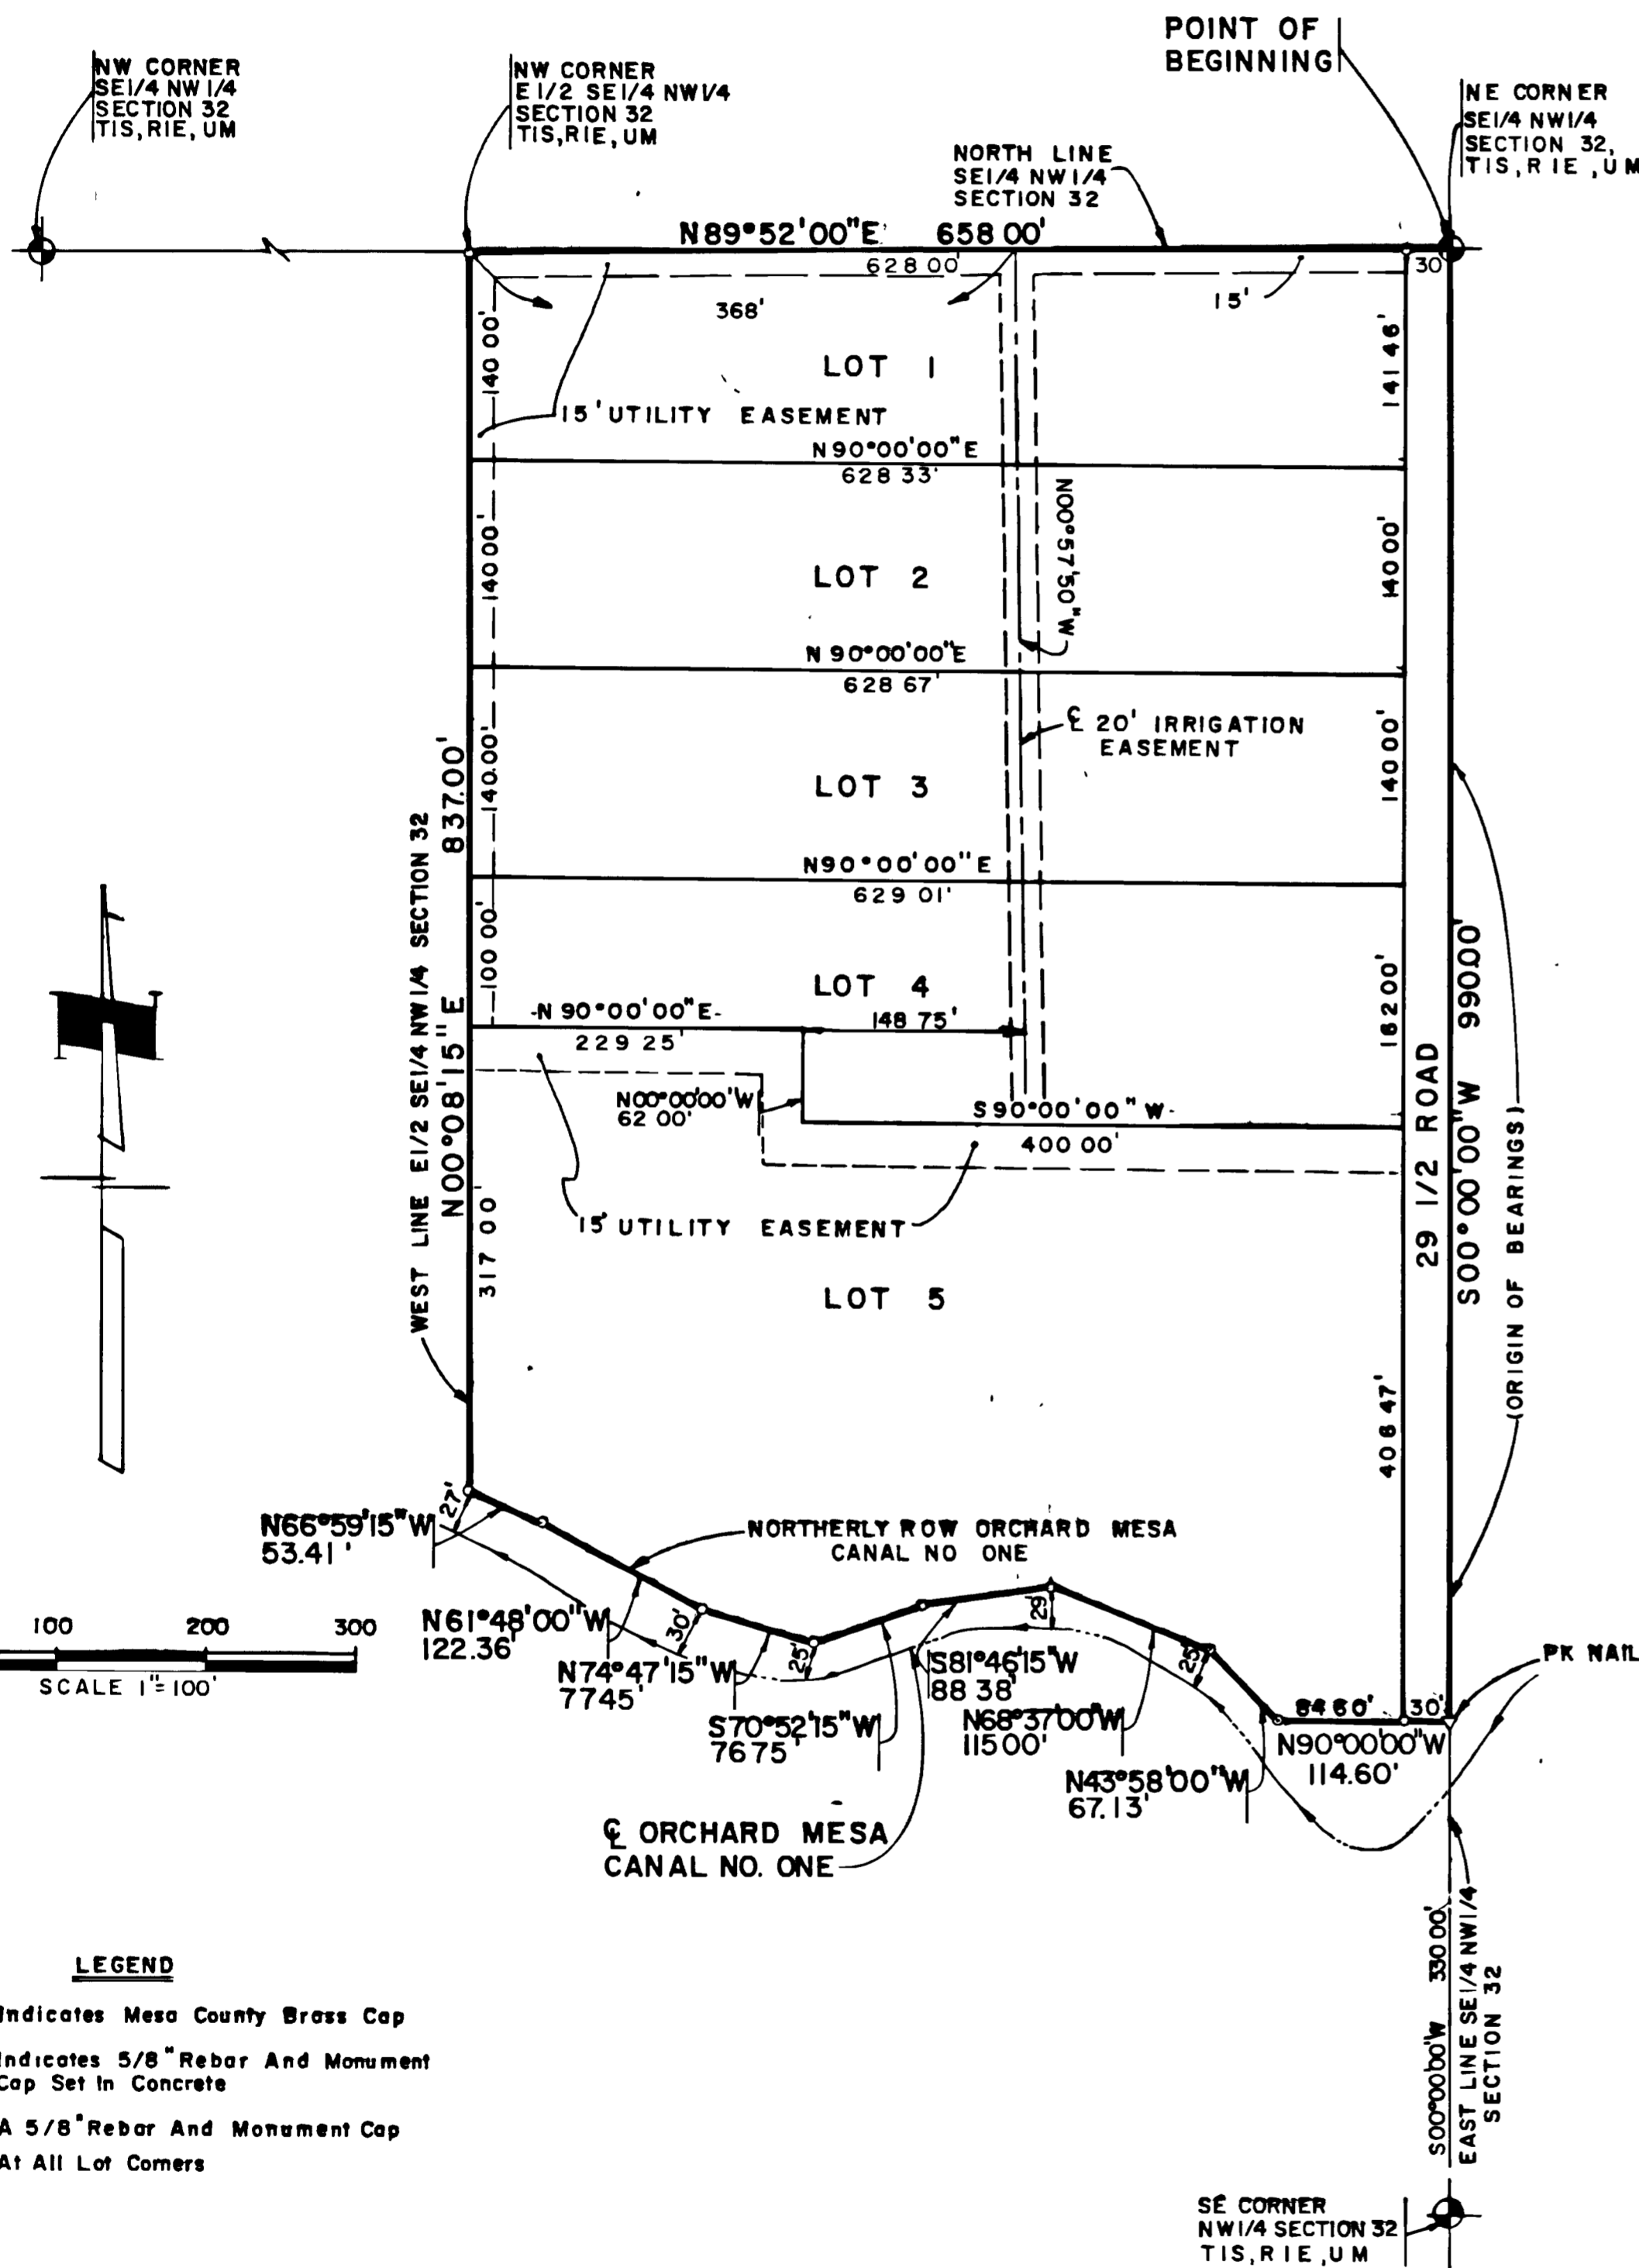 POINT OF
BEGINNING
NW CORNER
SE1/4 NW 1/4
SECTION 32
T1S, R1E, UM
NW CORNER
E 1/2 SE1/4 NW1/4
SECTION 32
T1S, R1E, UM
NE CORNER
SE1/4 NW1/4
SECTION 32,
T1S, R1E, UM
NORTH LINE
SE1/4 NW1/4
SECTION 32
N89°52'00"E 658 00'
628 00'
30
368'
15'
140 00'
141 46'
LOT 1
15' UTILITY EASEMENT
N90°00'00"E
628 33'
N00°57'50"W
140 00'
140 00'
LOT 2
N 90°00'00"E
628 67'
℄ 20' IRRIGATION
EASEMENT
140.00'
140 00'
LOT 3
N90°00'00"E
629 01'
WEST LINE E1/2 SE1/4 NW1/4 SECTION 32
N00°08'15"E 837.00'
100 00'
162 00'
LOT 4
N 90°00'00"E
229 25'
148 75'
N00°00'00"W
62 00'
S90°00'00"W
400 00'
29 1/2 ROAD
S00°00'00"W 990.00'
(ORIGIN OF BEARINGS)
15' UTILITY EASEMENT
317 00
LOT 5
406 47'
27'
N66°59'15"W
53.41'
NORTHERLY ROW ORCHARD MESA
CANAL NO ONE
N61°48'00"W
122.36'
30'
N74°47'15"W
77 45'
25'
S70°52'15"W
76 75'
S81°46'15"W
88 38'
29'
N68°37'00"W
115 00'
25'
N43°58'00"W
67.13'
84 60'
30'
N90°00'00"W
114.60'
PK NAIL
℄ ORCHARD MESA
CANAL NO. ONE
100 200 300
SCALE 1"=100'
S00°00'00"W 330 00'
EAST LINE SE1/4 NW1/4
SECTION 32
SE CORNER
NW1/4 SECTION 32
T1S, R1E, UM
LEGEND
Indicates Mesa County Brass Cap
Indicates 5/8" Rebar And Monument
Cap Set In Concrete
A 5/8" Rebar And Monument Cap
At All Lot Corners